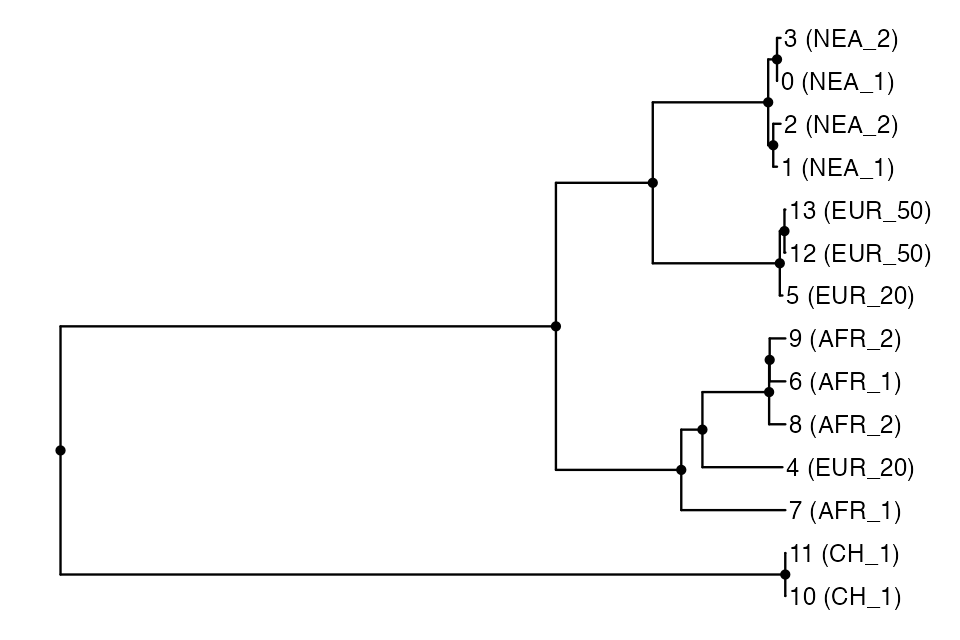 3 (NEA_2)
0 (NEA_1)
2 (NEA_2)
1 (NEA_1)
13 (EUR_50)
12 (EUR_50)
5 (EUR_20)
9 (AFR_2)
6 (AFR_1)
8 (AFR_2)
4 (EUR_20)
7 (AFR_1)
11 (CH_1)
10 (CH_1)